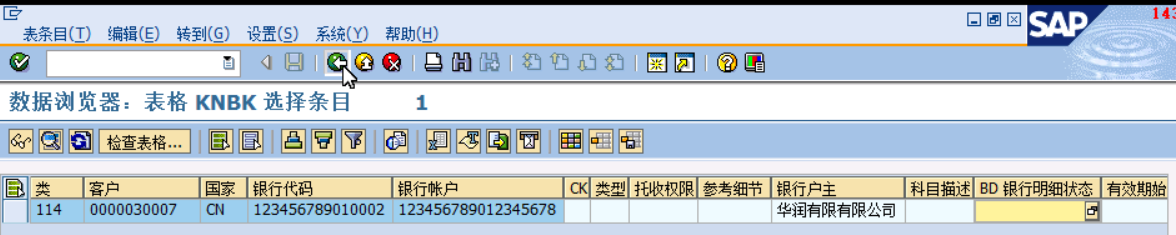 143
表条目(T) 编辑(E) 转到(G) 设置(S) 系统(Y) 帮助(H)
SAP
数据浏览器：表格 KNBK 选择条目 1
检查表格...
类 客户 国家 银行代码 银行帐户 CK 类型 托收权限 参考细节 银行户主 科目描述 BD 银行明细状态 有效期始
114 0000030007 CN 123456789010002 123456789012345678 华润有限有限公司